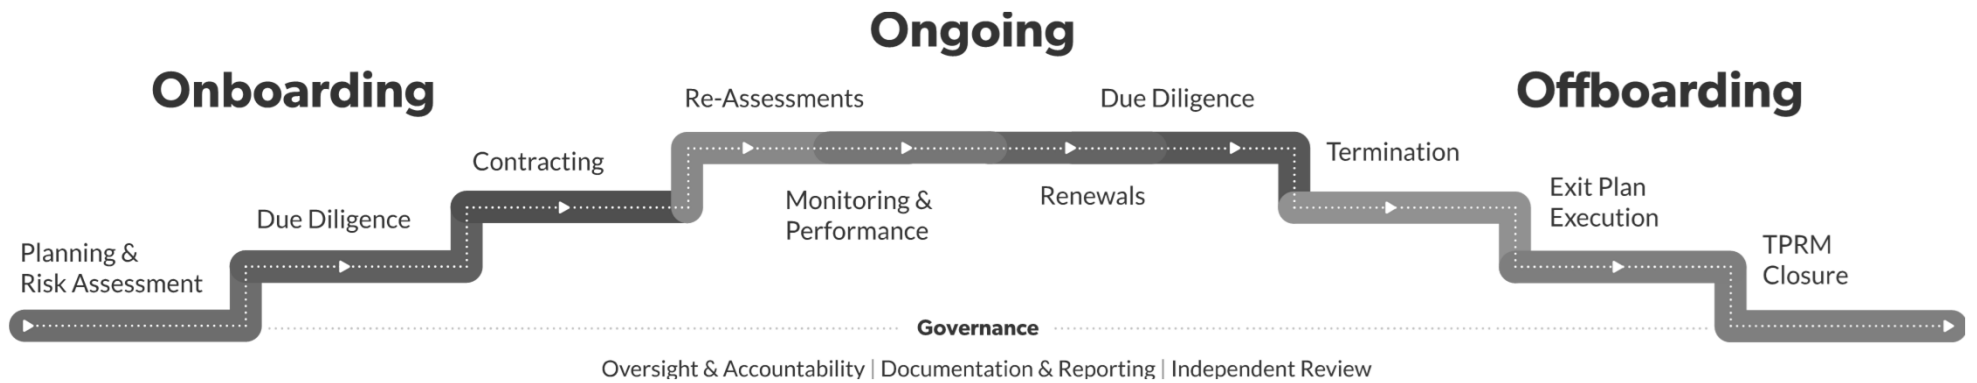 Ongoing
Onboarding
Offboarding
Re-Assessments
Due Diligence
Contracting
Termination
Monitoring &
Performance
Renewals
Exit Plan
Execution
Due Diligence
Planning &
Risk Assessment
TPRM
Closure
Governance
Oversight & Accountability | Documentation & Reporting | Independent Review